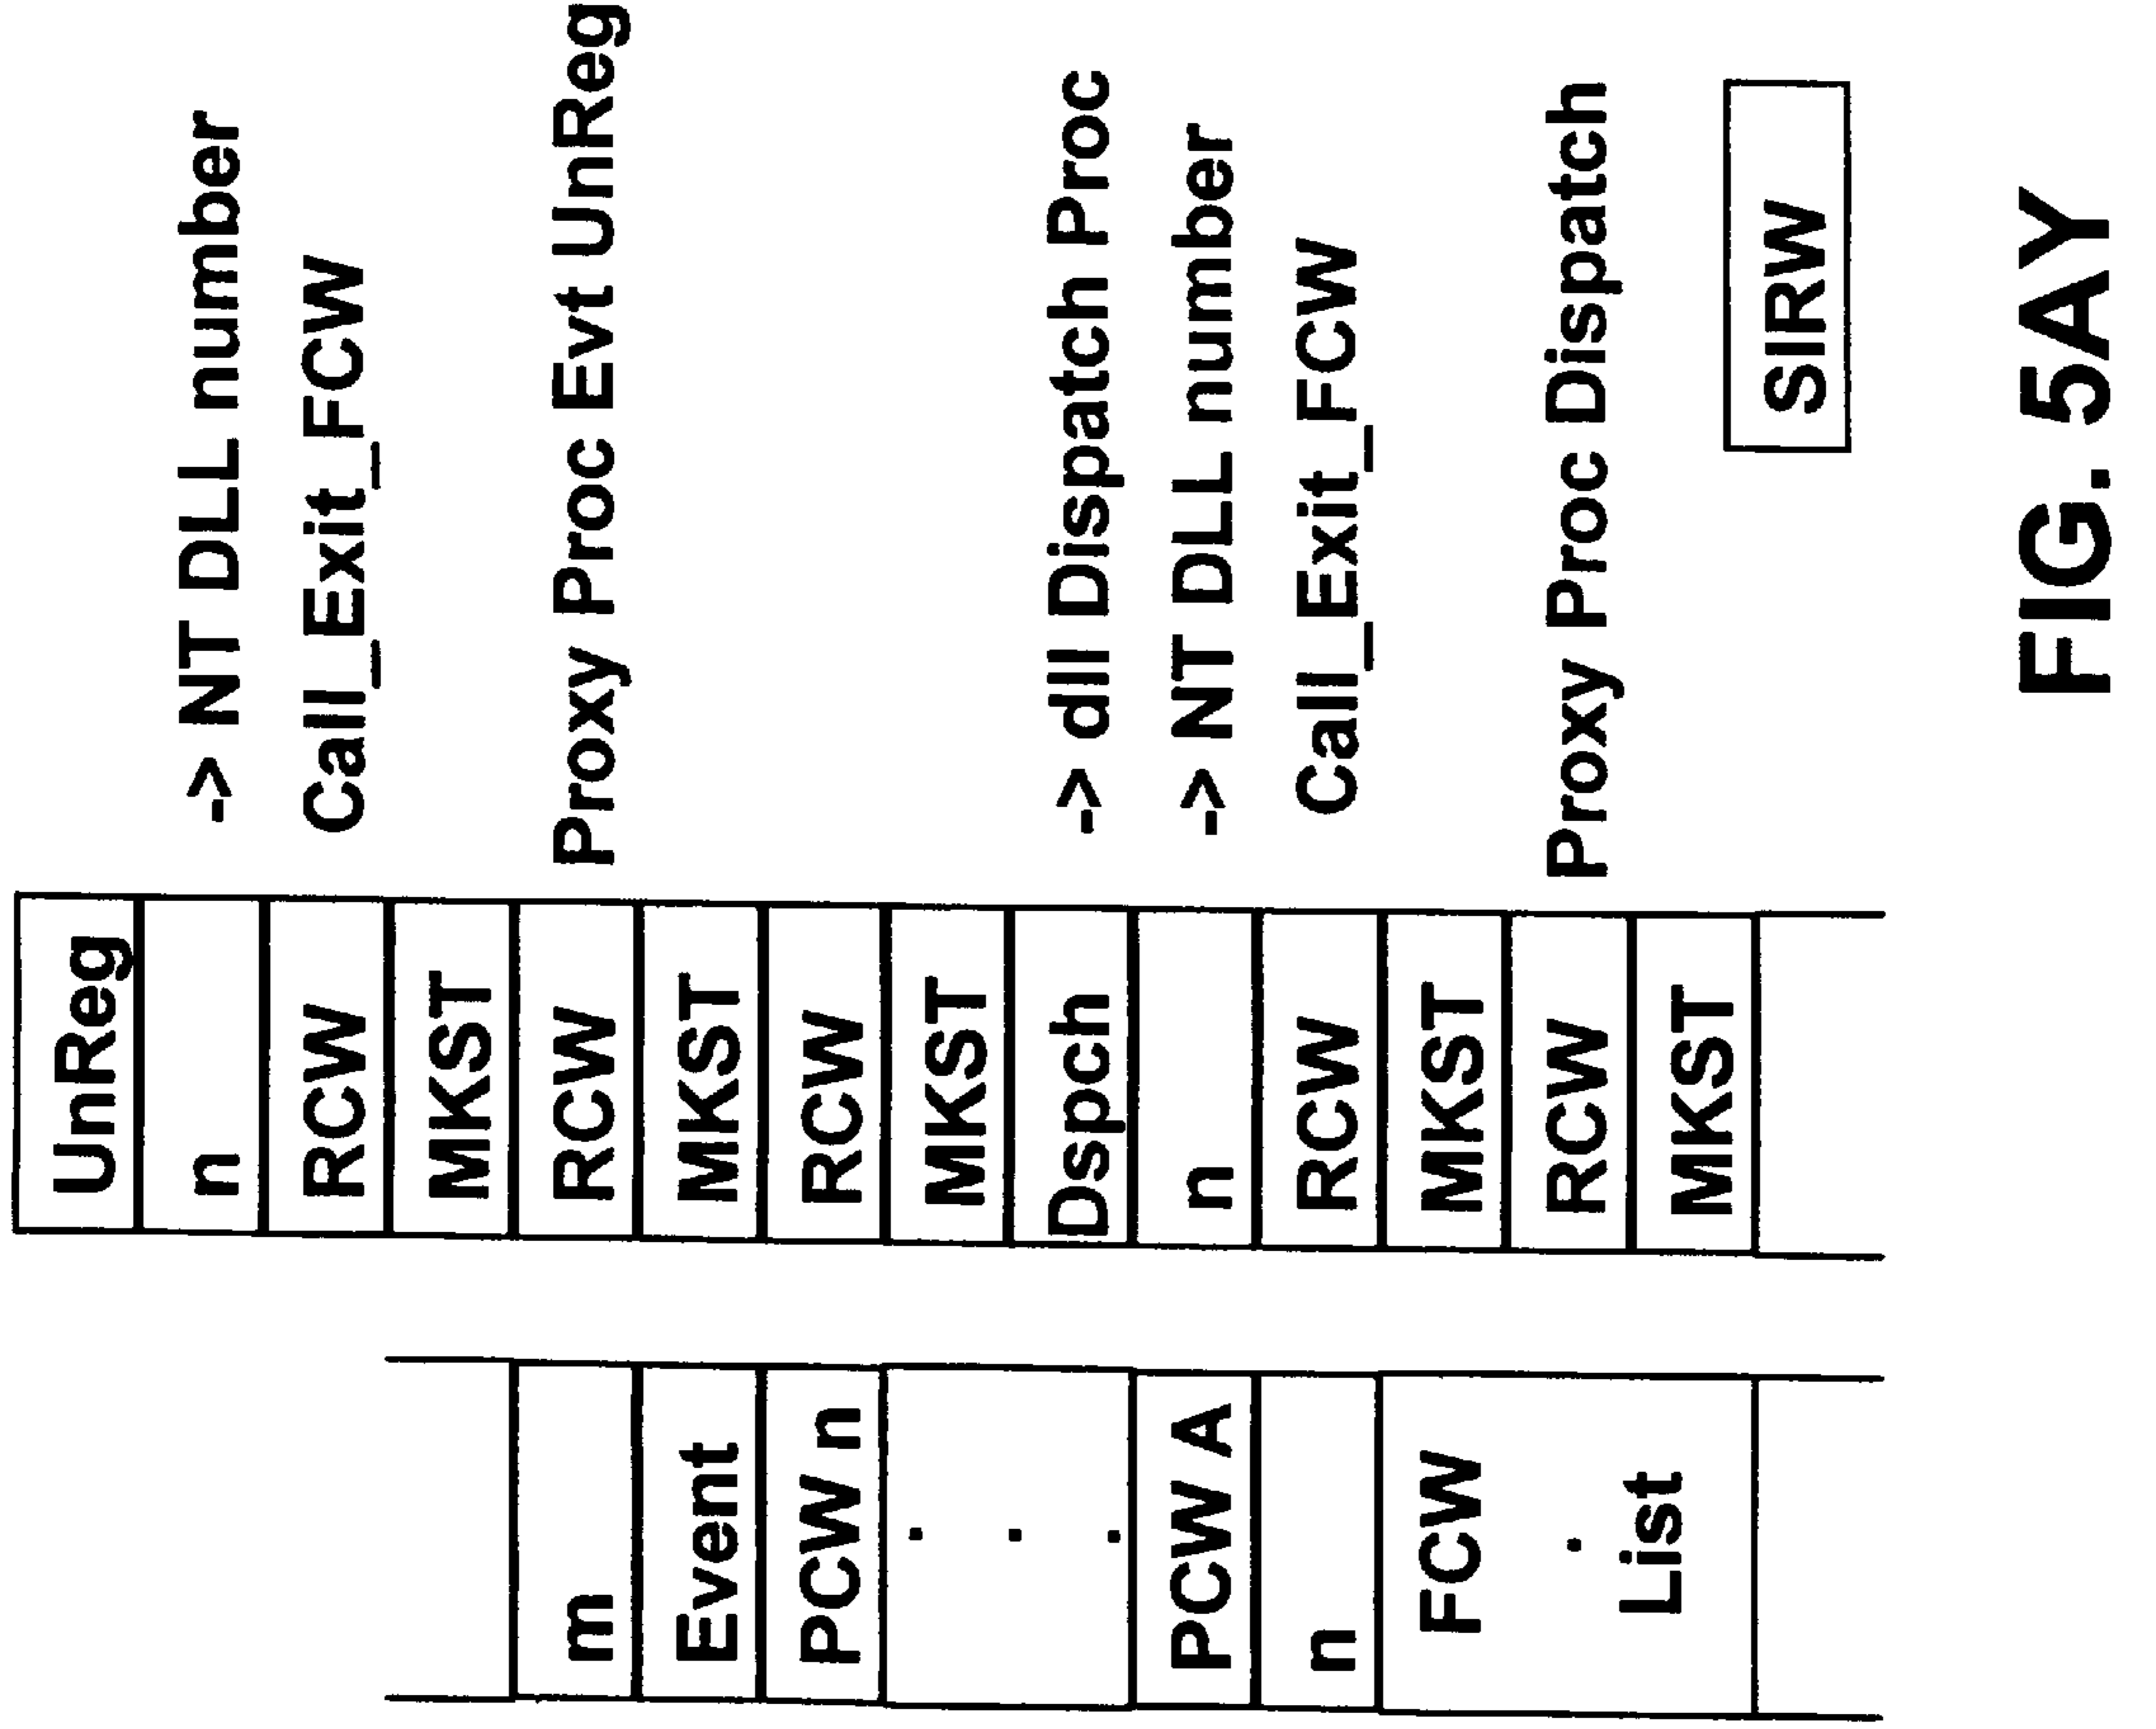 m
Event
PCW n
.
.
.
PCW A
n
FCW
.
List
UnReg
n -> NT DLL number
RCW Call_Exit_FCW
MKST
RCW Proxy Proc Evt UnReg
MKST
RCW
MKST
Dspch -> dll Dispatch Proc
n -> NT DLL number
RCW Call_Exit_FCW
MKST
RCW Proxy Proc Dispatch
MKST
SIRW
FIG. 5AY